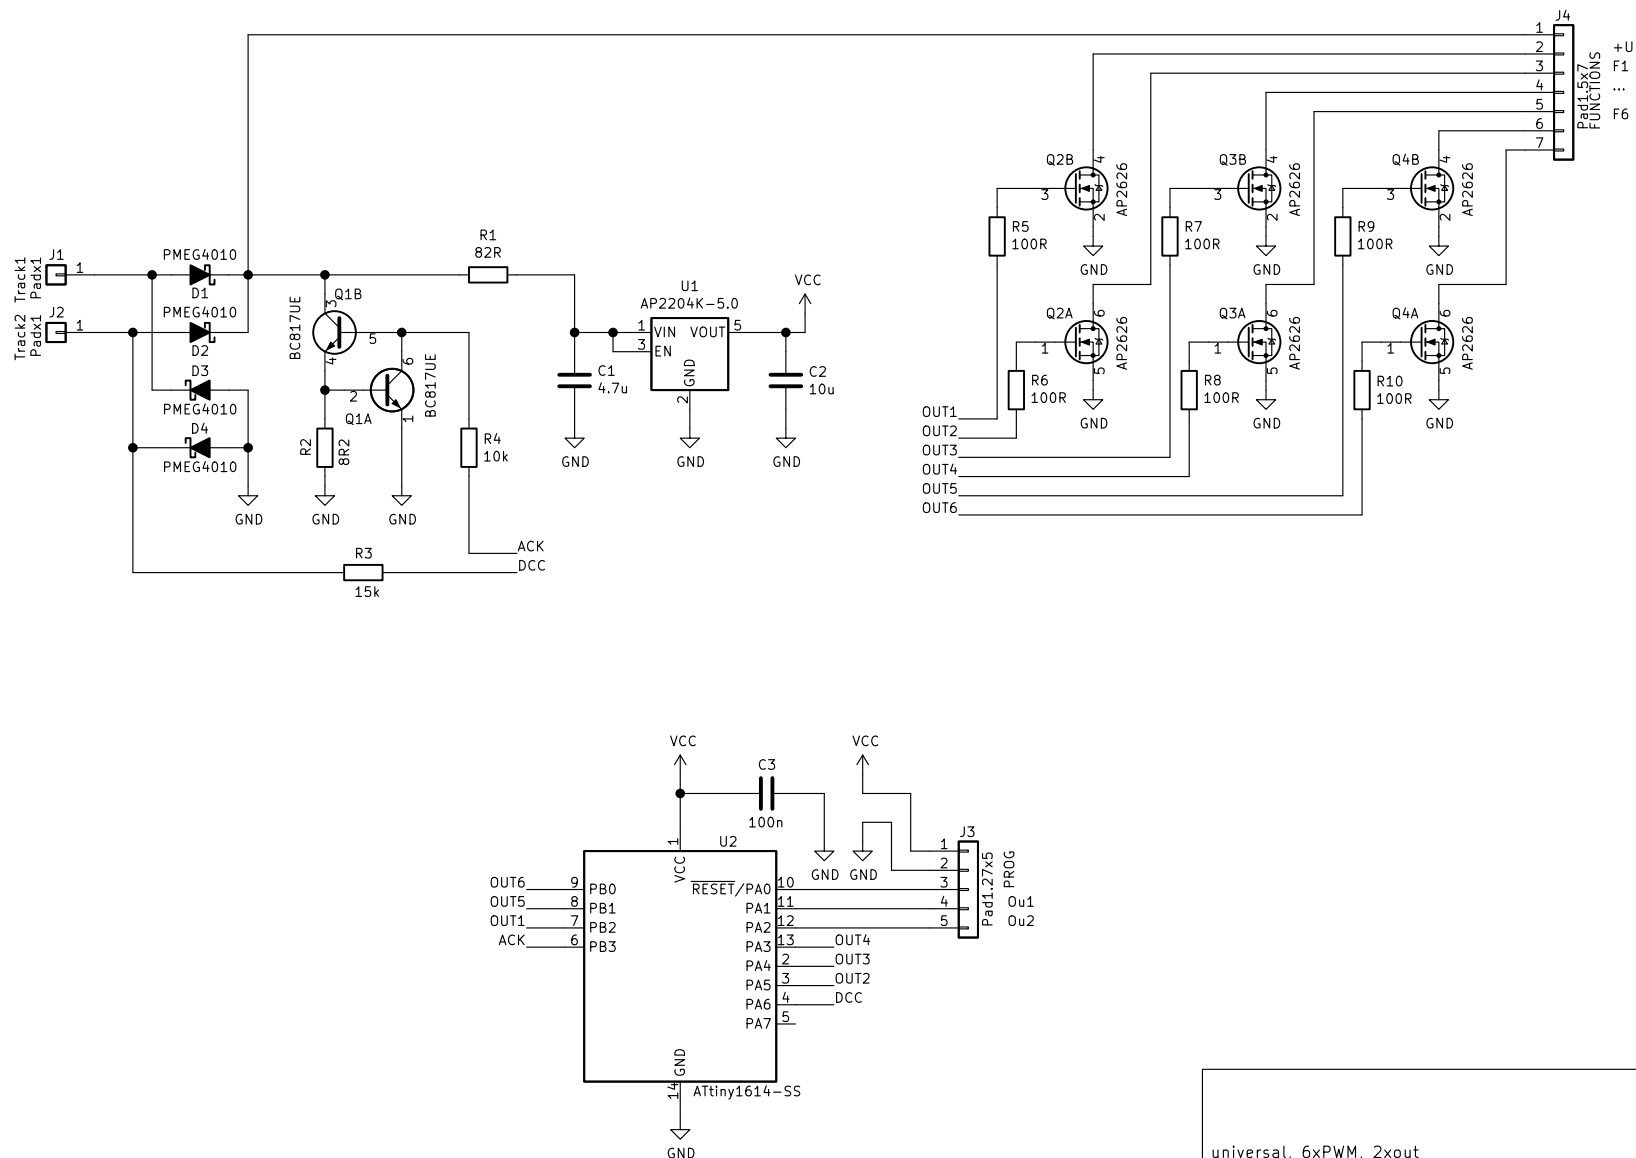 J4
1
2
3
4
5
6
7
Pad1.5x7
FUNCTIONS
+U
F1
...
F6
Q2B
3
4
2
AP2626
Q3B
3
4
2
AP2626
Q4B
3
4
2
AP2626
R5
100R
R7
100R
R9
100R
GND
GND
GND
Q2A
1
6
5
AP2626
Q3A
1
6
5
AP2626
Q4A
1
6
5
AP2626
R6
100R
R8
100R
R10
100R
GND
GND
GND
OUT1
OUT2
OUT3
OUT4
OUT5
OUT6
J1
1
Track1
Padx1
J2
1
Track2
Padx1
PMEG4010
D1
PMEG4010
D2
D3
PMEG4010
D4
PMEG4010
GND
Q1B
3
5
4
BC817UE
Q1A
2
6
1
BC817UE
R2
8R2
GND
GND
R1
82R
R4
10k
ACK
DCC
R3
15k
C1
4.7u
GND
U1
AP2204K-5.0
1
VIN
VOUT
5
3
EN
GND
2
GND
VCC
C2
10u
GND
VCC
C3
100n
GND
VCC
GND
J3
1
2
3
4
5
Pad1.27x5
PROG
Ou1
Ou2
U2
1
VCC
OUT6
9
PB0
OUT5
8
PB1
OUT1
7
PB2
ACK
6
PB3
RESET/PA0
10
PA1
11
PA2
12
PA3
13
OUT4
PA4
2
OUT3
PA5
3
OUT2
PA6
4
DCC
PA7
5
GND
14
ATtiny1614-SS
GND
universal, 6xPWM, 2xout